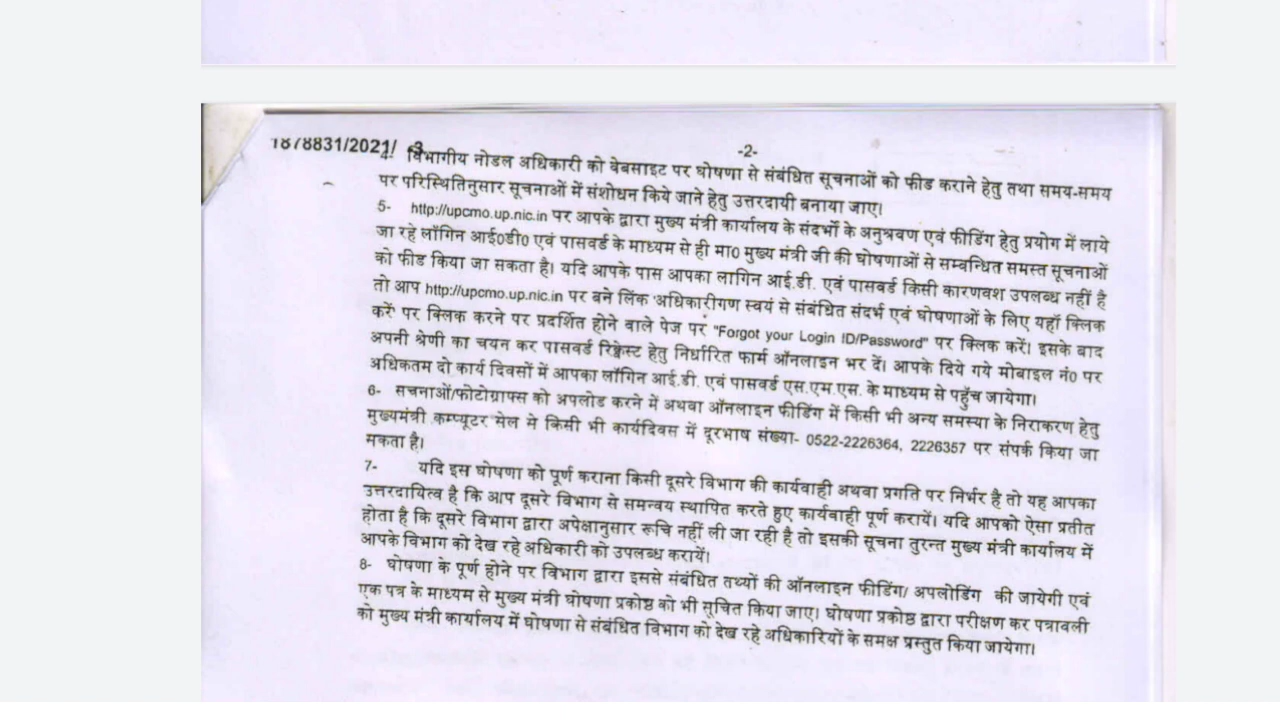 1878831/2021/ -3
-2-
4- विभागीय नोडल अधिकारी को वेबसाइट पर घोषणा से संबंधित सूचनाओं को फीड कराने हेतु तथा समय-समय
पर परिस्थितिनुसार सूचनाओं में संशोधन किये जाने हेतु उत्तरदायी बनाया जाए।
5- http://upcmo.up.nic.in पर आपके द्वारा मुख्य मंत्री कार्यालय के संदर्भों के अनुश्रवण एवं फीडिंग हेतु प्रयोग में लाये
जा रहे लॉगिन आई0डी0 एवं पासवर्ड के माध्यम से ही मा0 मुख्य मंत्री जी की घोषणाओं से सम्बन्धित समस्त सूचनाओं
को फीड किया जा सकता है। यदि आपके पास आपका लागिन आई.डी. एवं पासवर्ड किसी कारणवश उपलब्ध नहीं है
तो आप http://upcmo.up.nic.in पर बने लिंक 'अधिकारीगण स्वयं से संबंधित संदर्भ एवं घोषणाओं के लिए यहाँ क्लिक
करें' पर क्लिक करने पर प्रदर्शित होने वाले पेज पर "Forgot your Login ID/Password" पर क्लिक करें। इसके बाद
अपनी श्रेणी का चयन कर पासवर्ड रिक्वेस्ट हेतु निर्धारित फार्म ऑनलाइन भर दें। आपके दिये गये मोबाइल नं0 पर
अधिकतम दो कार्य दिवसों में आपका लॉगिन आई.डी. एवं पासवर्ड एस.एम.एस. के माध्यम से पहुँच जायेगा।
6- सूचनाओं/फोटोग्राफ्स को अपलोड करने में अथवा ऑनलाइन फीडिंग में किसी भी अन्य समस्या के निराकरण हेतु
मुख्यमंत्री कम्प्यूटर सेल से किसी भी कार्यदिवस में दूरभाष संख्या- 0522-2226364, 2226357 पर संपर्क किया जा
सकता है।
7- यदि इस घोषणा को पूर्ण कराना किसी दूसरे विभाग की कार्यवाही अथवा प्रगति पर निर्भर है तो यह आपका
उत्तरदायित्व है कि आप दूसरे विभाग से समन्वय स्थापित करते हुए कार्यवाही पूर्ण करायें। यदि आपको ऐसा प्रतीत
होता है कि दूसरे विभाग द्वारा अपेक्षानुसार रूचि नहीं ली जा रही है तो इसकी सूचना तुरन्त मुख्य मंत्री कार्यालय में
आपके विभाग को देख रहे अधिकारी को उपलब्ध करायें।
8- घोषणा के पूर्ण होने पर विभाग द्वारा इससे संबंधित तथ्यों की ऑनलाइन फीडिंग/ अपलोडिंग की जायेगी एवं
एक पत्र के माध्यम से मुख्य मंत्री घोषणा प्रकोष्ठ को भी सूचित किया जाए। घोषणा प्रकोष्ठ द्वारा परीक्षण कर पत्रावली
को मुख्य मंत्री कार्यालय में घोषणा से संबंधित विभाग को देख रहे अधिकारियों के समक्ष प्रस्तुत किया जायेगा।